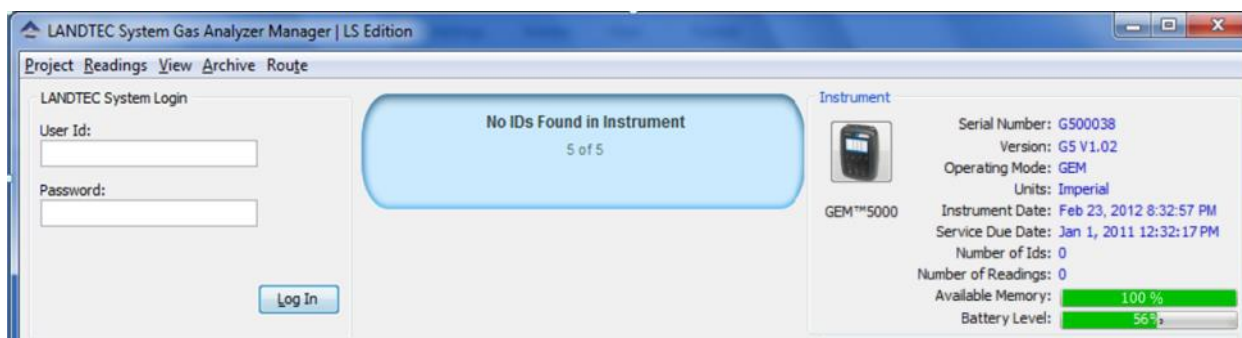 LANDTEC System Gas Analyzer Manager | LS Edition
Project Readings View Archive Route
LANDTEC System Login
User Id:
Password:
Log In
No IDs Found in Instrument
5 of 5
Instrument
GEM™5000
Serial Number: G500038
Version: G5 V1.02
Operating Mode: GEM
Units: Imperial
Instrument Date: Feb 23, 2012 8:32:57 PM
Service Due Date: Jan 1, 2011 12:32:17 PM
Number of Ids: 0
Number of Readings: 0
Available Memory: 100 %
Battery Level: 56%